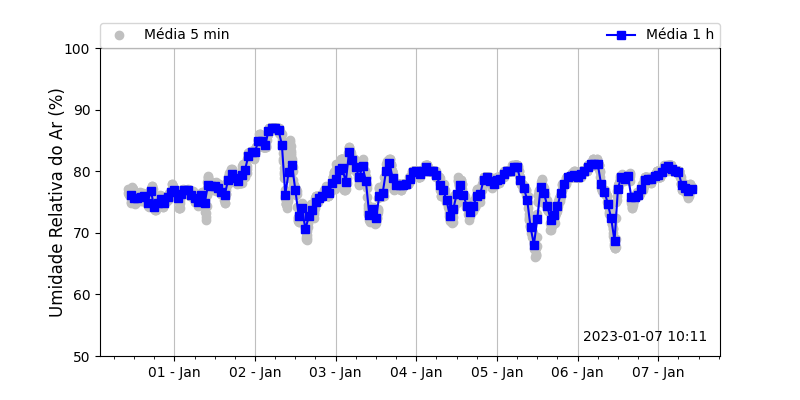 Média 5 min
Média 1 h
Umidade Relativa do Ar (%)
100
90
80
70
60
50
2023-01-07 10:11
01 - Jan
02 - Jan
03 - Jan
04 - Jan
05 - Jan
06 - Jan
07 - Jan